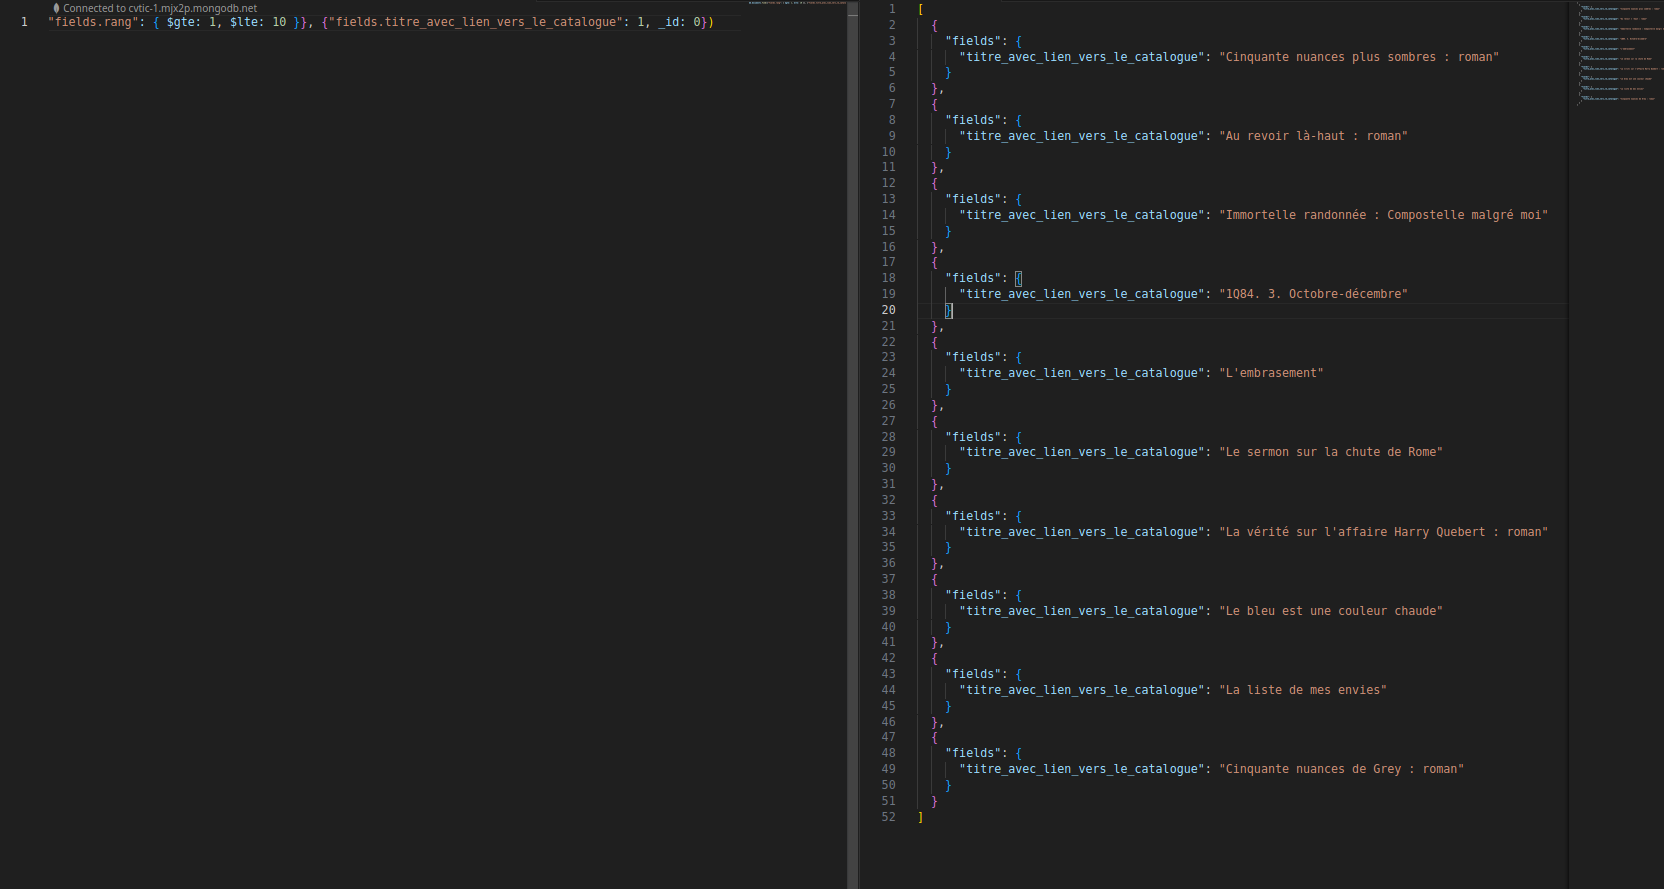 Connected to cvtic-1.mjx2p.mongodb.net
1 "fields.rang": { $gte: 1, $lte: 10 }}, {"fields.titre_avec_lien_vers_le_catalogue": 1, _id: 0})
1 [
2 {
3 "fields": {
4 "titre_avec_lien_vers_le_catalogue": "Cinquante nuances plus sombres : roman"
5 }
6 },
7 {
8 "fields": {
9 "titre_avec_lien_vers_le_catalogue": "Au revoir là-haut : roman"
10 }
11 },
12 {
13 "fields": {
14 "titre_avec_lien_vers_le_catalogue": "Immortelle randonnée : Compostelle malgré moi"
15 }
16 },
17 {
18 "fields": {
19 "titre_avec_lien_vers_le_catalogue": "1Q84. 3. Octobre-décembre"
20 }
21 },
22 {
23 "fields": {
24 "titre_avec_lien_vers_le_catalogue": "L'embrasement"
25 }
26 },
27 {
28 "fields": {
29 "titre_avec_lien_vers_le_catalogue": "Le sermon sur la chute de Rome"
30 }
31 },
32 {
33 "fields": {
34 "titre_avec_lien_vers_le_catalogue": "La vérité sur l'affaire Harry Quebert : roman"
35 }
36 },
37 {
38 "fields": {
39 "titre_avec_lien_vers_le_catalogue": "Le bleu est une couleur chaude"
40 }
41 },
42 {
43 "fields": {
44 "titre_avec_lien_vers_le_catalogue": "La liste de mes envies"
45 }
46 },
47 {
48 "fields": {
49 "titre_avec_lien_vers_le_catalogue": "Cinquante nuances de Grey : roman"
50 }
51 }
52 ]